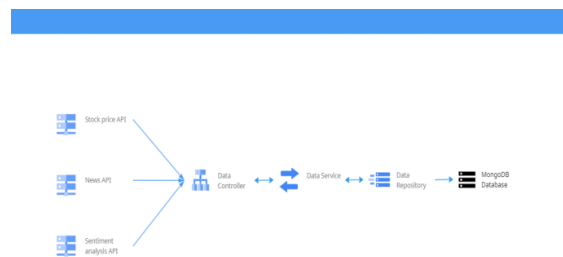 Stock price API
News API
Sentiment
analysis API
Data
Controller
Data Service
Data
Repository
MongoDB
Database